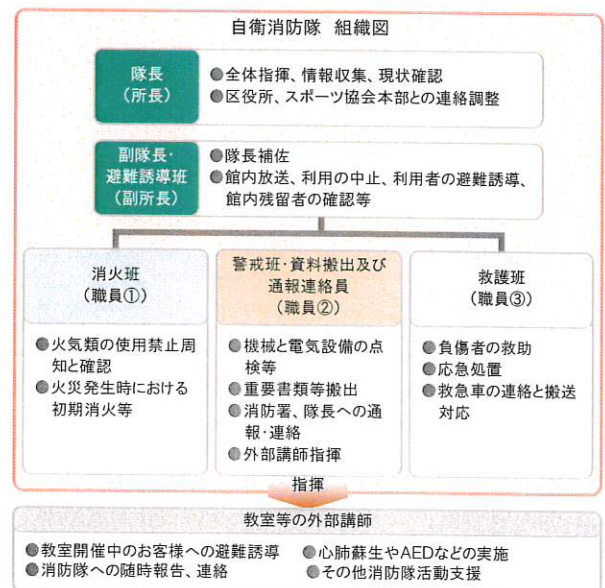 自衛消防隊 組織図
隊長
（所長）
●全体指揮、情報収集、現状確認
●区役所、スポーツ協会本部との連絡調整
副隊長・
避難誘導班
（副所長）
●隊長補佐
●館内放送、利用の中止、利用者の避難誘導、
館内残留者の確認等
消火班
（職員①）
●火気類の使用禁止周
知と確認
●火災発生時における
初期消火等
警戒班・資料搬出及び
通報連絡員
（職員②）
●機械と電気設備の点
検等
●重要書類等搬出
●消防署、隊長への通
報・連絡
●外部講師指揮
救護班
（職員③）
●負傷者の救助
●応急処置
●救急車の連絡と搬送
対応
指揮
教室等の外部講師
●教室開催中のお客様への避難誘導
●消防隊への随時報告、連絡
●心肺蘇生やAEDなどの実施
●その他消防隊活動支援